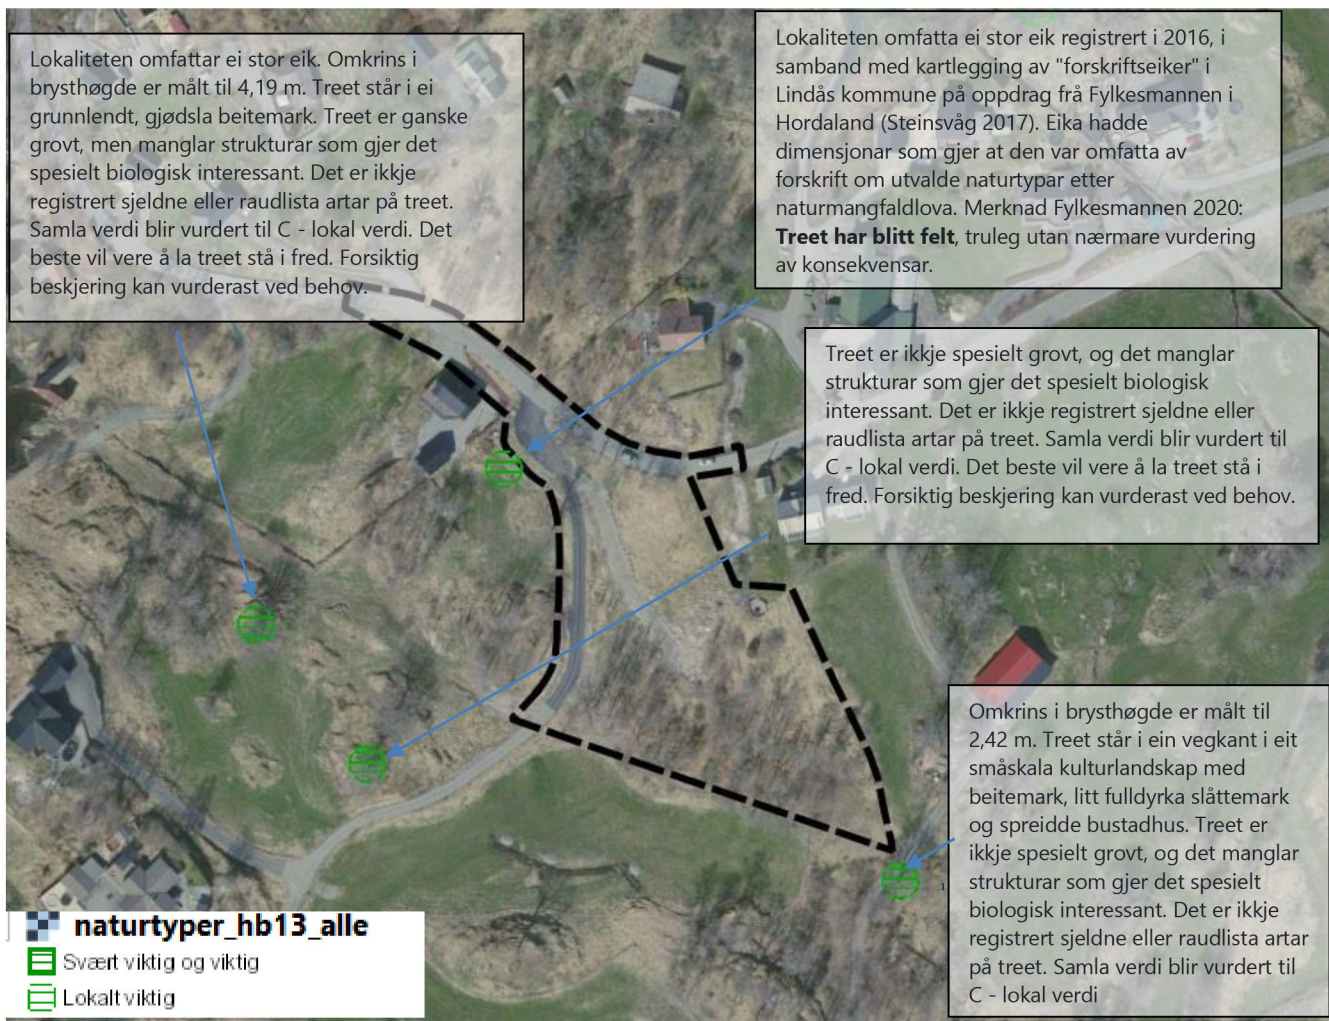 Lokaliteten omfattar ei stor eik. Omkrins i
brysthøgde er målt til 4,19 m. Treet står i ei
grunnlendt, gjødsla beitemark. Treet er ganske
grovt, men manglar strukturar som gjer det
spesielt biologisk interessant. Det er ikkje
registrert sjeldne eller raudlista artar på treet.
Samla verdi blir vurdert til C - lokal verdi. Det
beste vil vere å la treet stå i fred. Forsiktig
beskjering kan vurderast ved behov.
Lokaliteten omfatta ei stor eik registrert i 2016, i
samband med kartlegging av "forskriftseiker" i
Lindås kommune på oppdrag frå Fylkesmannen i
Hordaland (Steinsvåg 2017). Eika hadde
dimensjonar som gjer at den var omfatta av
forskrift om utvalde naturtypar etter
naturmangfaldlova. Merknad Fylkesmannen 2020:
Treet har blitt felt, truleg utan nærmare vurdering
av konsekvensar.
Treet er ikkje spesielt grovt, og det manglar
strukturar som gjer det spesielt biologisk
interessant. Det er ikkje registrert sjeldne eller
raudlista artar på treet. Samla verdi blir vurdert til
C - lokal verdi. Det beste vil vere å la treet stå i
fred. Forsiktig beskjering kan vurderast ved behov.
Omkrins i brysthøgde er målt til
2,42 m. Treet står i ein vegkant i eit
småskala kulturlandskap med
beitemark, litt fulldyrka slåttemark
og spreidde bustadhus. Treet er
ikkje spesielt grovt, og det manglar
strukturar som gjer det spesielt
biologisk interessant. Det er ikkje
registrert sjeldne eller raudlista artar
på treet. Samla verdi blir vurdert til
C - lokal verdi
naturtyper_hb13_alle
Svært viktig og viktig
Lokalt viktig